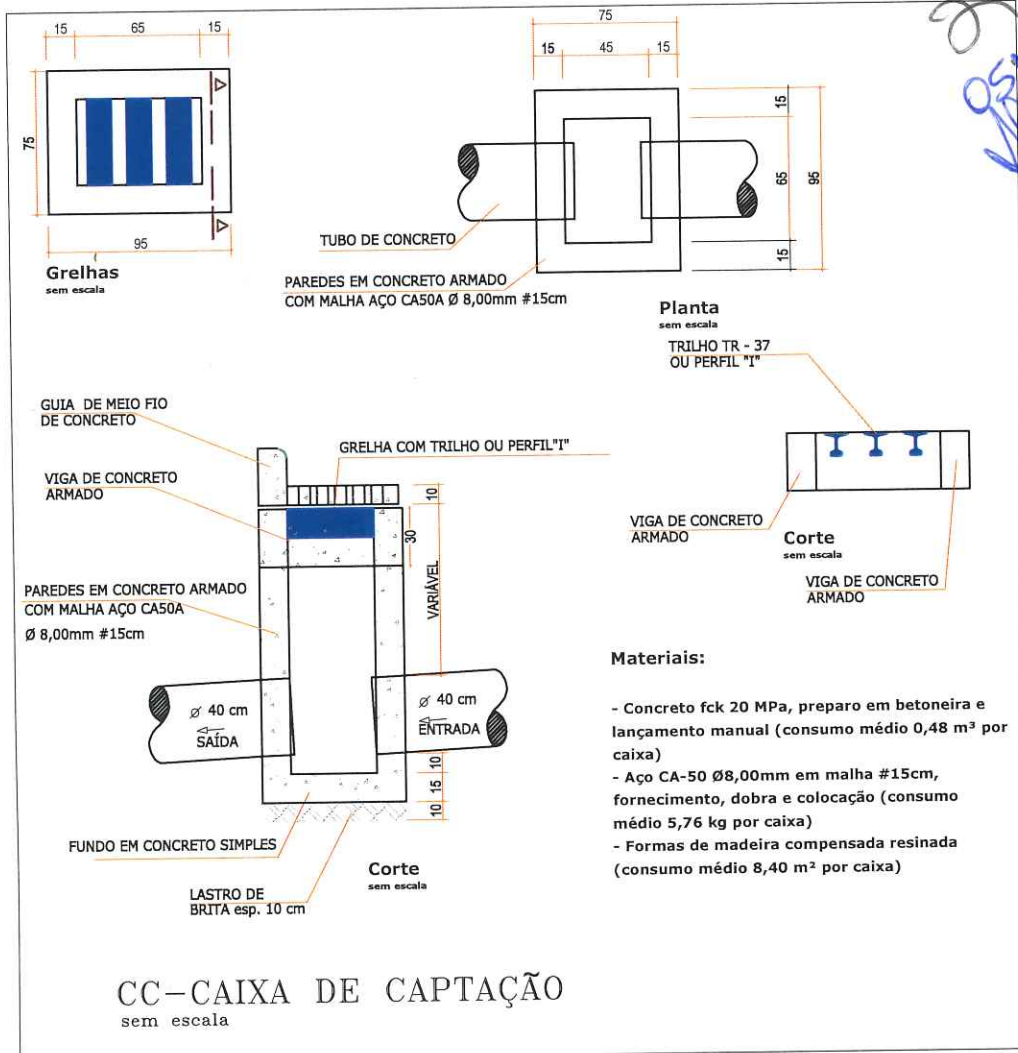 15 65 15
75
95
Grelhas
sem escala
75
15 45 15
15
65
95
15
TUBO DE CONCRETO
PAREDES EM CONCRETO ARMADO
COM MALHA AÇO CA50A Ø 8,00mm #15cm
Planta
sem escala
TRILHO TR - 37
OU PERFIL "I"
VIGA DE CONCRETO
ARMADO
Corte
sem escala
VIGA DE CONCRETO
ARMADO
GUIA DE MEIO FIO
DE CONCRETO
GRELHA COM TRILHO OU PERFIL"I"
VIGA DE CONCRETO
ARMADO
10
30
VARIÁVEL
PAREDES EM CONCRETO ARMADO
COM MALHA AÇO CA50A
Ø 8,00mm #15cm
Ø 40 cm
SAÍDA
Ø 40 cm
ENTRADA
10
15
10
FUNDO EM CONCRETO SIMPLES
Corte
sem escala
LASTRO DE
BRITA esp. 10 cm
Materiais:
- Concreto fck 20 MPa, preparo em betoneira e
lançamento manual (consumo médio 0,48 m³ por
caixa)
- Aço CA-50 Ø8,00mm em malha #15cm,
fornecimento, dobra e colocação (consumo
médio 5,76 kg por caixa)
- Formas de madeira compensada resinada
(consumo médio 8,40 m² por caixa)
CC-CAIXA DE CAPTAÇÃO
sem escala